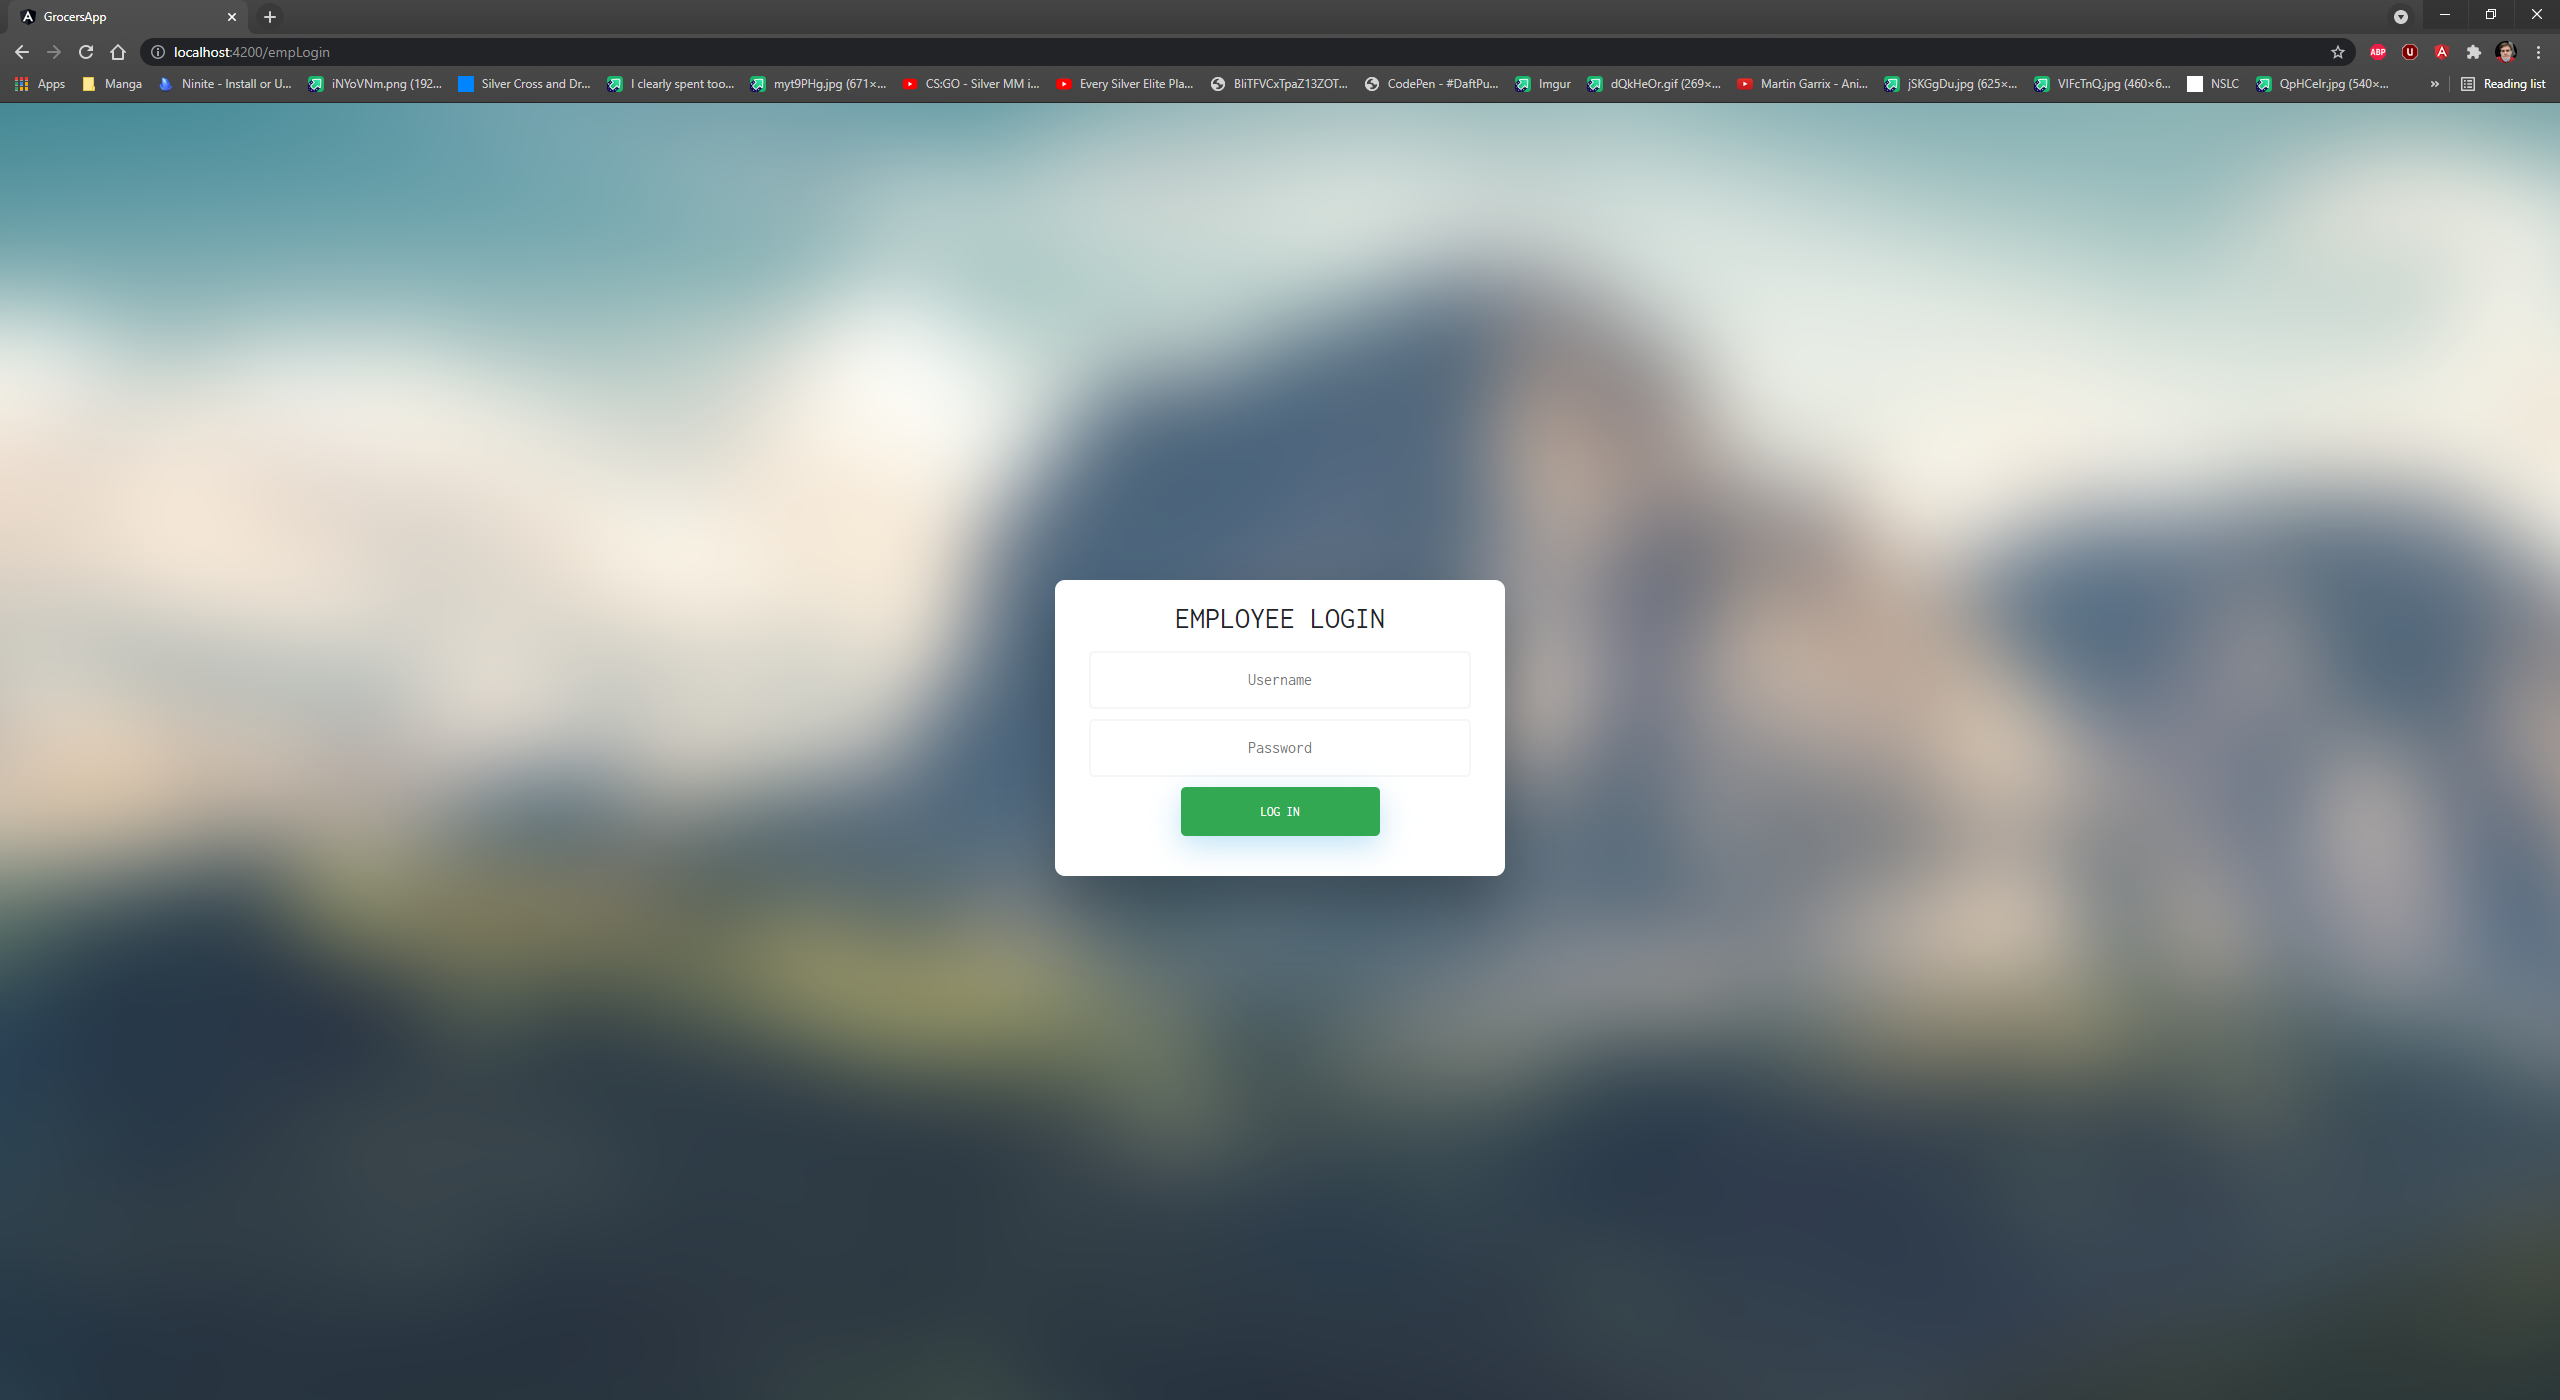 GrocersApp
localhost:4200/empLogin
Apps Manga Ninite - Install or U... iNYoVNm.png (192... Silver Cross and Dr... I clearly spent too... myt9PHg.jpg (671×... CS:GO - Silver MM i... Every Silver Elite Pla... BIiTFVCxTpaZ13ZOT... CodePen - #DaftPu... Imgur dQkHeOr.gif (269×... Martin Garrix - Ani... jSKGgDu.jpg (625×... VIFcTnQ.jpg (460×6... NSLC QpHCeIr.jpg (540×... » Reading list
EMPLOYEE LOGIN
Username
Password
LOG IN